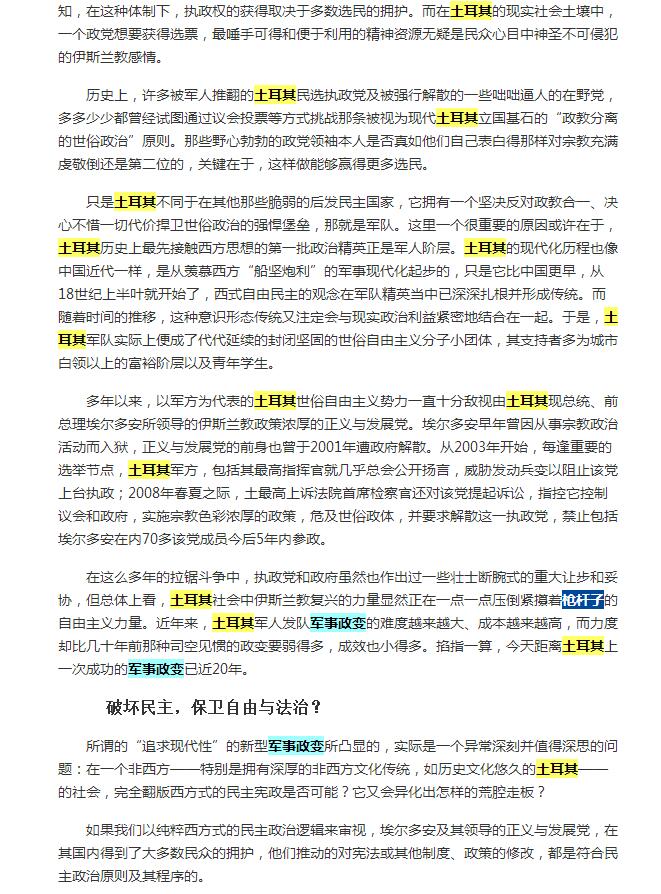 知，在这种体制下，执政权的获得取决于多数选民的拥护。而在土耳其的现实社会土壤中，
一个政党想要获得选票，最唾手可得和便于利用的精神资源无疑是民众心目中神圣不可侵犯
的伊斯兰教感情。
历史上，许多被军人推翻的土耳其民选执政党及被强行解散的一些咄咄逼人的在野党，
多多少少都曾经试图通过议会投票等方式挑战那条被视为现代土耳其立国基石的“政教分离
的世俗政治”原则。那些野心勃勃的政党领袖本人是否真如他们自己表白得那样对宗教充满
虔敬倒还是第二位的，关键在于，这样做能够赢得更多选民。
只是土耳其不同于在其他那些脆弱的后发民主国家，它拥有一个坚决反对政教合一、决
心不惜一切代价捍卫世俗政治的强悍堡垒，那就是军队。这里一个很重要的原因或许在于，
土耳其历史上最先接触西方思想的第一批政治精英正是军人阶层。土耳其的现代化历程也像
中国近代一样，是从羡慕西方“船坚炮利”的军事现代化起步的，只是它比中国更早，从
18世纪上半叶就开始了，西式自由民主的观念在军队精英当中已深深扎根并形成传统。而
随着时间的推移，这种意识形态传统又注定会与现实政治利益紧密地结合在一起。于是，土
耳其军队实际上便成了代代延续的封闭坚固的世俗自由主义分子小团体，其支持者多为城市
白领以上的富裕阶层以及青年学生。
多年以来，以军方为代表的土耳其世俗自由主义势力一直十分敌视由土耳其现总统、前
总理埃尔多安所领导的伊斯兰教政策浓厚的正义与发展党。埃尔多安早年曾因从事宗教政治
活动而入狱，正义与发展党的前身也曾于2001年遭政府解散。从2003年开始，每逢重要的
选举节点，土耳其军方，包括其最高指挥官就几乎总会公开扬言，威胁发动兵变以阻止该党
上台执政；2008年春夏之际，土最高上诉法院首席检察官还对该党提起诉讼，指控它控制
议会和政府，实施宗教色彩浓厚的政策，危及世俗政体，并要求解散这一执政党，禁止包括
埃尔多安在内70多该党成员今后5年内参政。
在这么多年的拉锯斗争中，执政党和政府虽然也作出过一些壮士断腕式的重大让步和妥
协，但总体上看，土耳其社会中伊斯兰教复兴的力量显然正在一点一点压倒紧攥着枪杆子的
自由主义力量。近年来，土耳其军人发队军事政变的难度越来越大、成本越来越高，而力度
却比几十年前那种司空见惯的政变要弱得多，成效也小得多。掐指一算，今天距离土耳其上
一次成功的军事政变已近20年。
破坏民主，保卫自由与法治？
所谓的“追求现代性”的新型军事政变所凸显的，实际是一个异常深刻并值得深思的问
题：在一个非西方——特别是拥有深厚的非西方文化传统，如历史文化悠久的土耳其——
的社会，完全翻版西方式的民主宪政是否可能？它又会异化出怎样的荒腔走板？
如果我们以纯粹西方式的民主政治逻辑来审视，埃尔多安及其领导的正义与发展党，在
其国内得到了大多数民众的拥护，他们推动的对宪法或其他制度、政策的修改，都是符合民
主政治原则及其程序的。